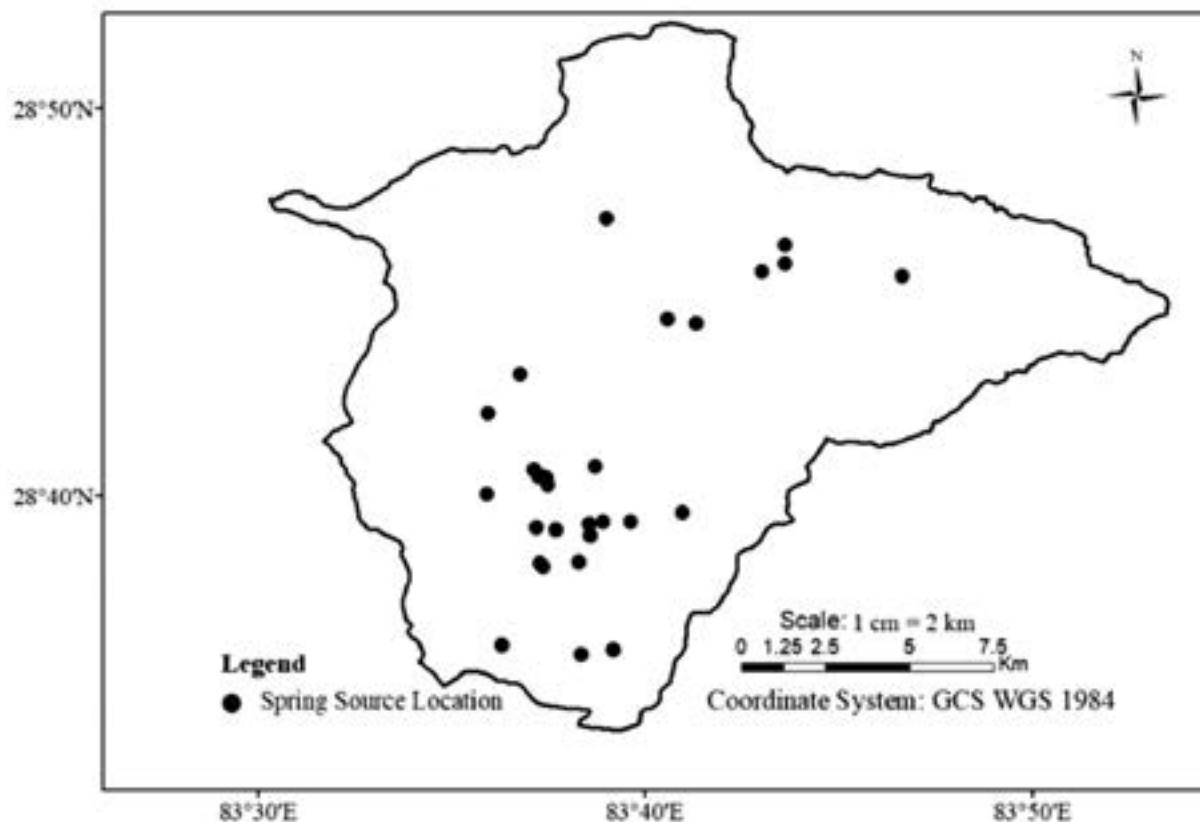 N
28°50'N
28°40'N
Scale: 1 cm = 2 km
0 1.25 2.5 5 7.5
Km
Legend
Spring Source Location
Coordinate System: GCS WGS 1984
83°30'E 83°40'E 83°50'E